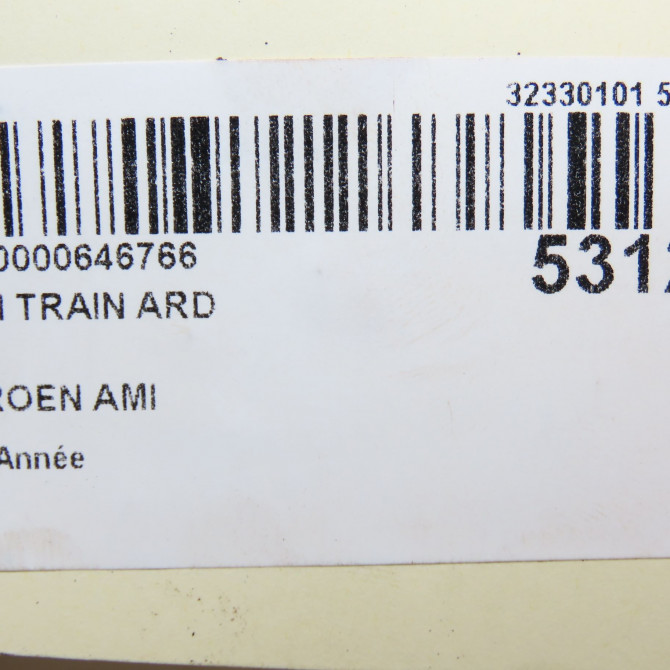 32330101 5
0000646766
5312
TRAIN ARD
ROEN AMI
Année